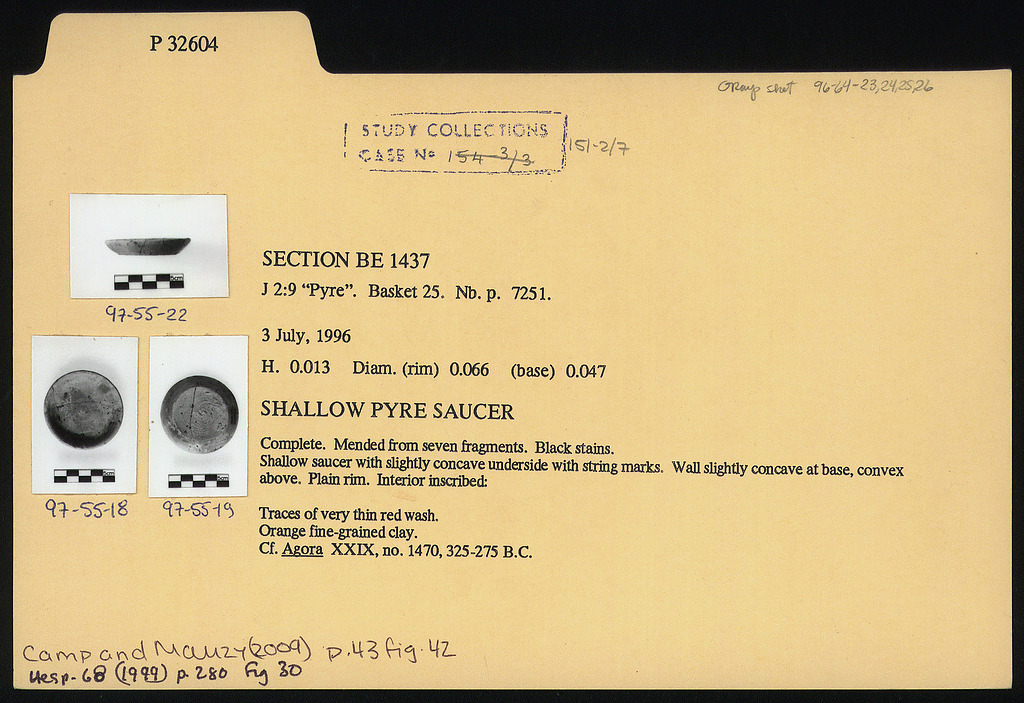 P 32604
Group shot 96-64-23,24,25,26
STUDY COLLECTIONS
CASE No 154 3/3 151-2/7
97-55-22
97-55-18
97-55-19
SECTION BE 1437
J 2:9 “Pyre”. Basket 25. Nb. p. 7251.
3 July, 1996
H. 0.013 Diam. (rim) 0.066 (base) 0.047
SHALLOW PYRE SAUCER
Complete. Mended from seven fragments. Black stains.
Shallow saucer with slightly concave underside with string marks. Wall slightly concave at base, convex
above. Plain rim. Interior inscribed:
Traces of very thin red wash.
Orange fine-grained clay.
Cf. Agora XXIX, no. 1470, 325-275 B.C.
Camp and Mauzy (2009) p.43 fig.42
Hesp. 68 (1999) p. 280 Fig 30